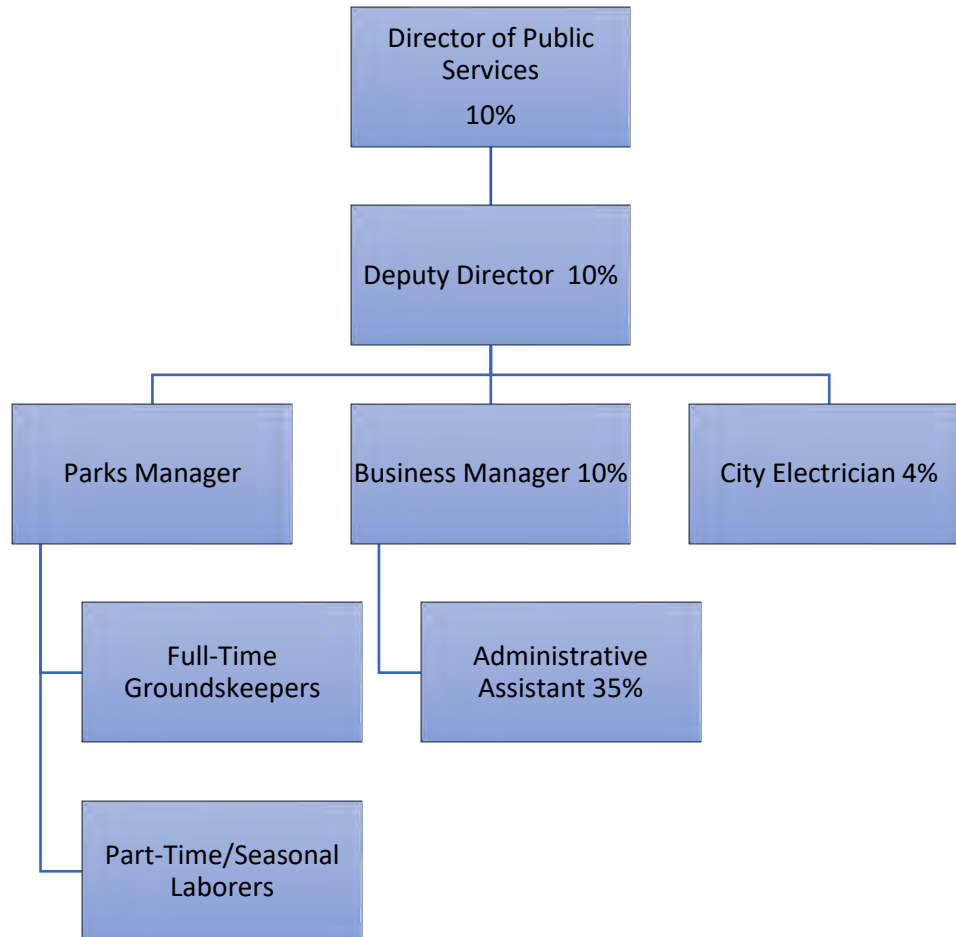 Director of Public
Services
10%
Deputy Director  10%
Parks Manager
Business Manager 10%
City Electrician 4%
Full-Time
Groundskeepers
Administrative
Assistant 35%
Part-Time/Seasonal
Laborers